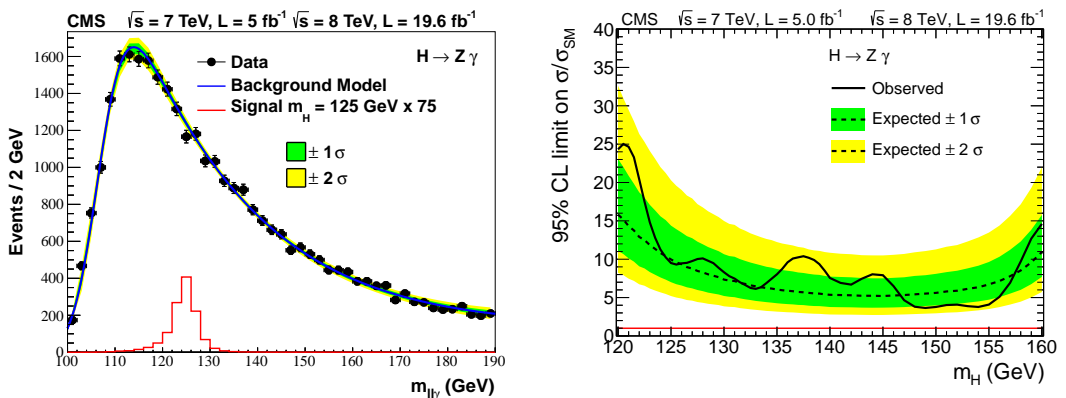 CMS √s = 7 TeV, L = 5 fb⁻¹ √s = 8 TeV, L = 19.6 fb⁻¹
H → Z γ
Data
Background Model
Signal m_H = 125 GeV x 75
± 1 σ
± 2 σ
Events / 2 GeV
1600
1400
1200
1000
800
600
400
200
0
100 110 120 130 140 150 160 170 180 190
m_llγ (GeV)
CMS √s = 7 TeV, L = 5.0 fb⁻¹ √s = 8 TeV, L = 19.6 fb⁻¹
H → Z γ
Observed
Expected ± 1 σ
Expected ± 2 σ
95% CL limit on σ/σ_SM
40
35
30
25
20
15
10
5
0
120 125 130 135 140 145 150 155 160
m_H (GeV)